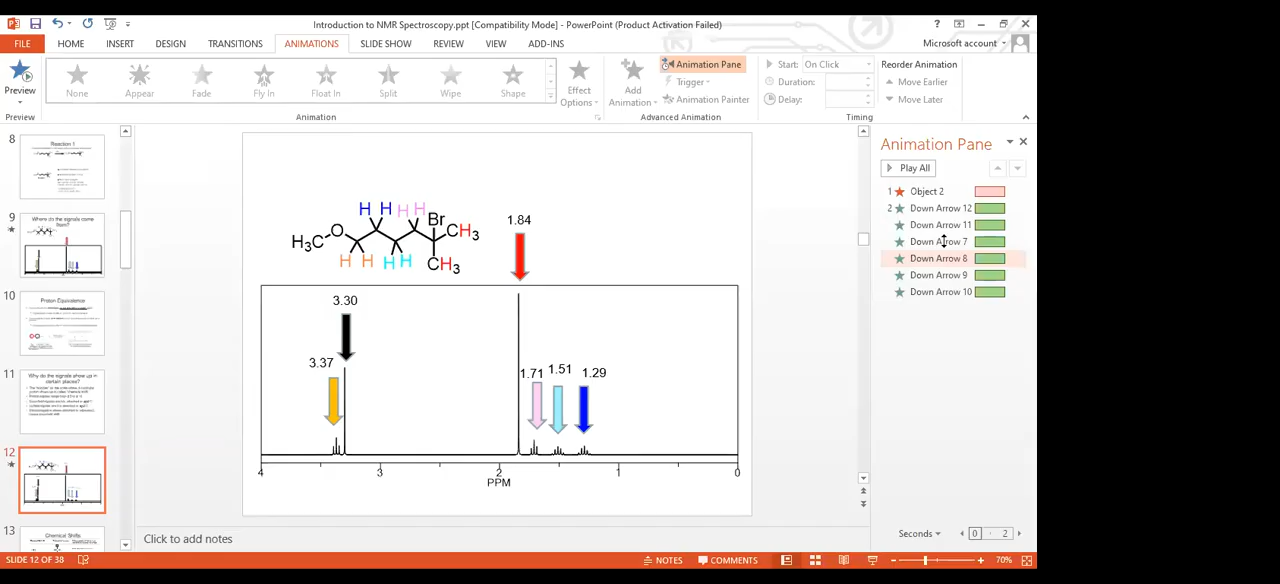 Introduction to NMR Spectroscopy.ppt [Compatibility Mode] - PowerPoint (Product Activation Failed)
FILE HOME INSERT DESIGN TRANSITIONS ANIMATIONS SLIDE SHOW REVIEW VIEW ADD-INS Microsoft account
Preview
None Appear Fade Fly In Float In Split Wipe Shape
Effect Options
Add Animation
Animation Pane
Trigger
Animation Painter
Start: On Click
Duration:
Delay:
Reorder Animation
Move Earlier
Move Later
Preview Animation Advanced Animation Timing
8
Reaction 1
9
Where do the signals come
from?
10
Proton Equivalence
11
Why do the signals show up in
certain places?
12
13
Chemical Shifts
H H H H Br
H₃C O CH₃
H H H H CH₃
1.84
3.30
3.37
1.71 1.51 1.29
4 3 2 1 0
PPM
Click to add notes
Animation Pane
Play All
1 Object 2
2 Down Arrow 12
Down Arrow 11
Down Arrow 7
Down Arrow 8
Down Arrow 9
Down Arrow 10
Seconds 0 2
SLIDE 12 OF 38 NOTES COMMENTS 70%